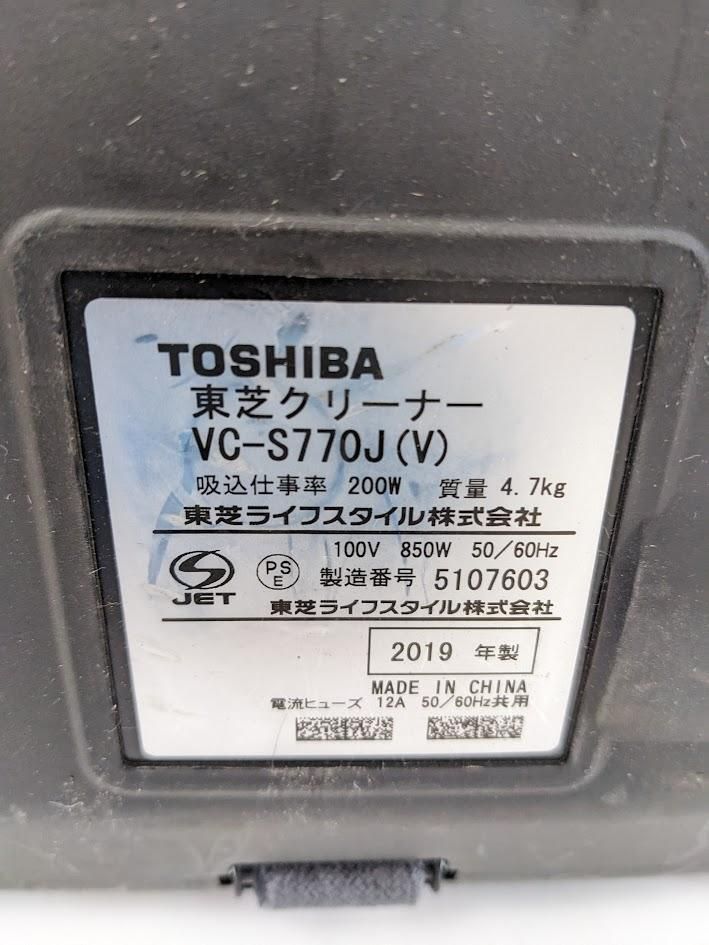 TOSHIBA
東芝クリーナー
VC-S770J(V)
吸込仕事率 200W 質量 4.7kg
東芝ライフスタイル株式会社
100V 850W 50/60Hz
JET PSE 製造番号 5107603
東芝ライフスタイル株式会社
2019 年製
MADE IN CHINA
電流ヒューズ 12A 50/60Hz共用